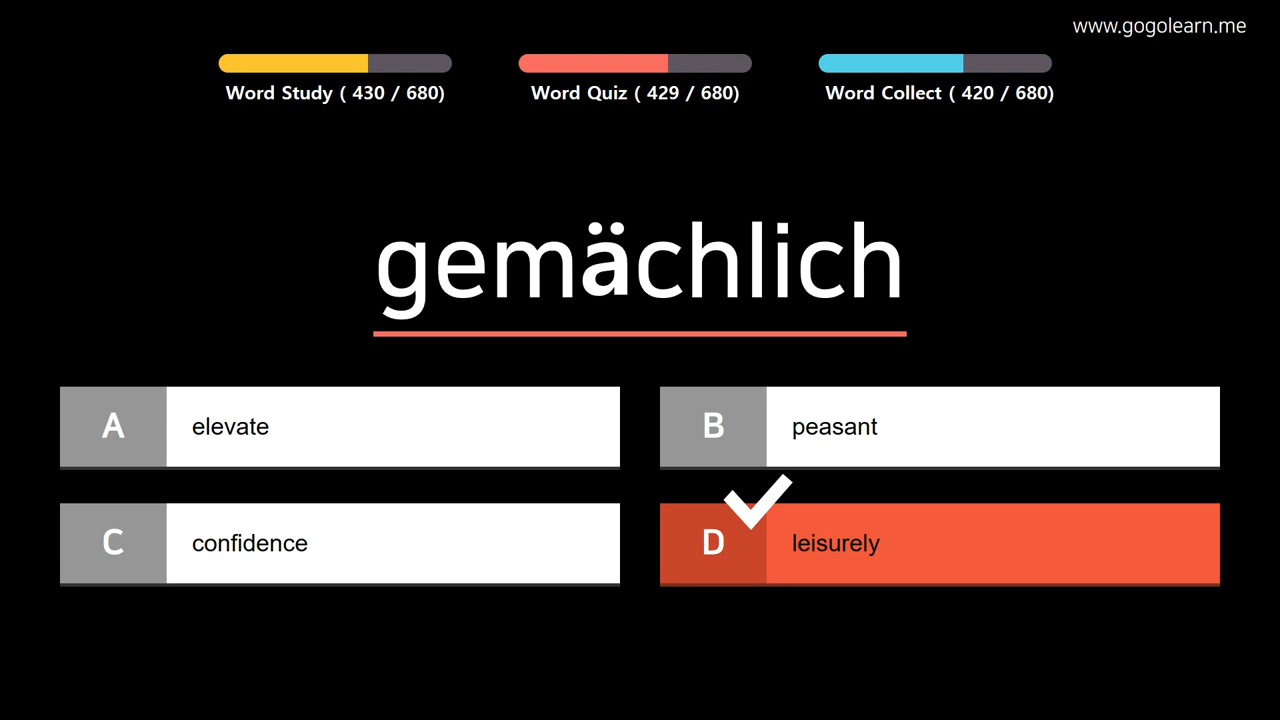 www.gogolearn.me
Word Study ( 430 / 680)
Word Quiz ( 429 / 680)
Word Collect ( 420 / 680)
gemächlich
A elevate
B peasant
C confidence
D leisurely